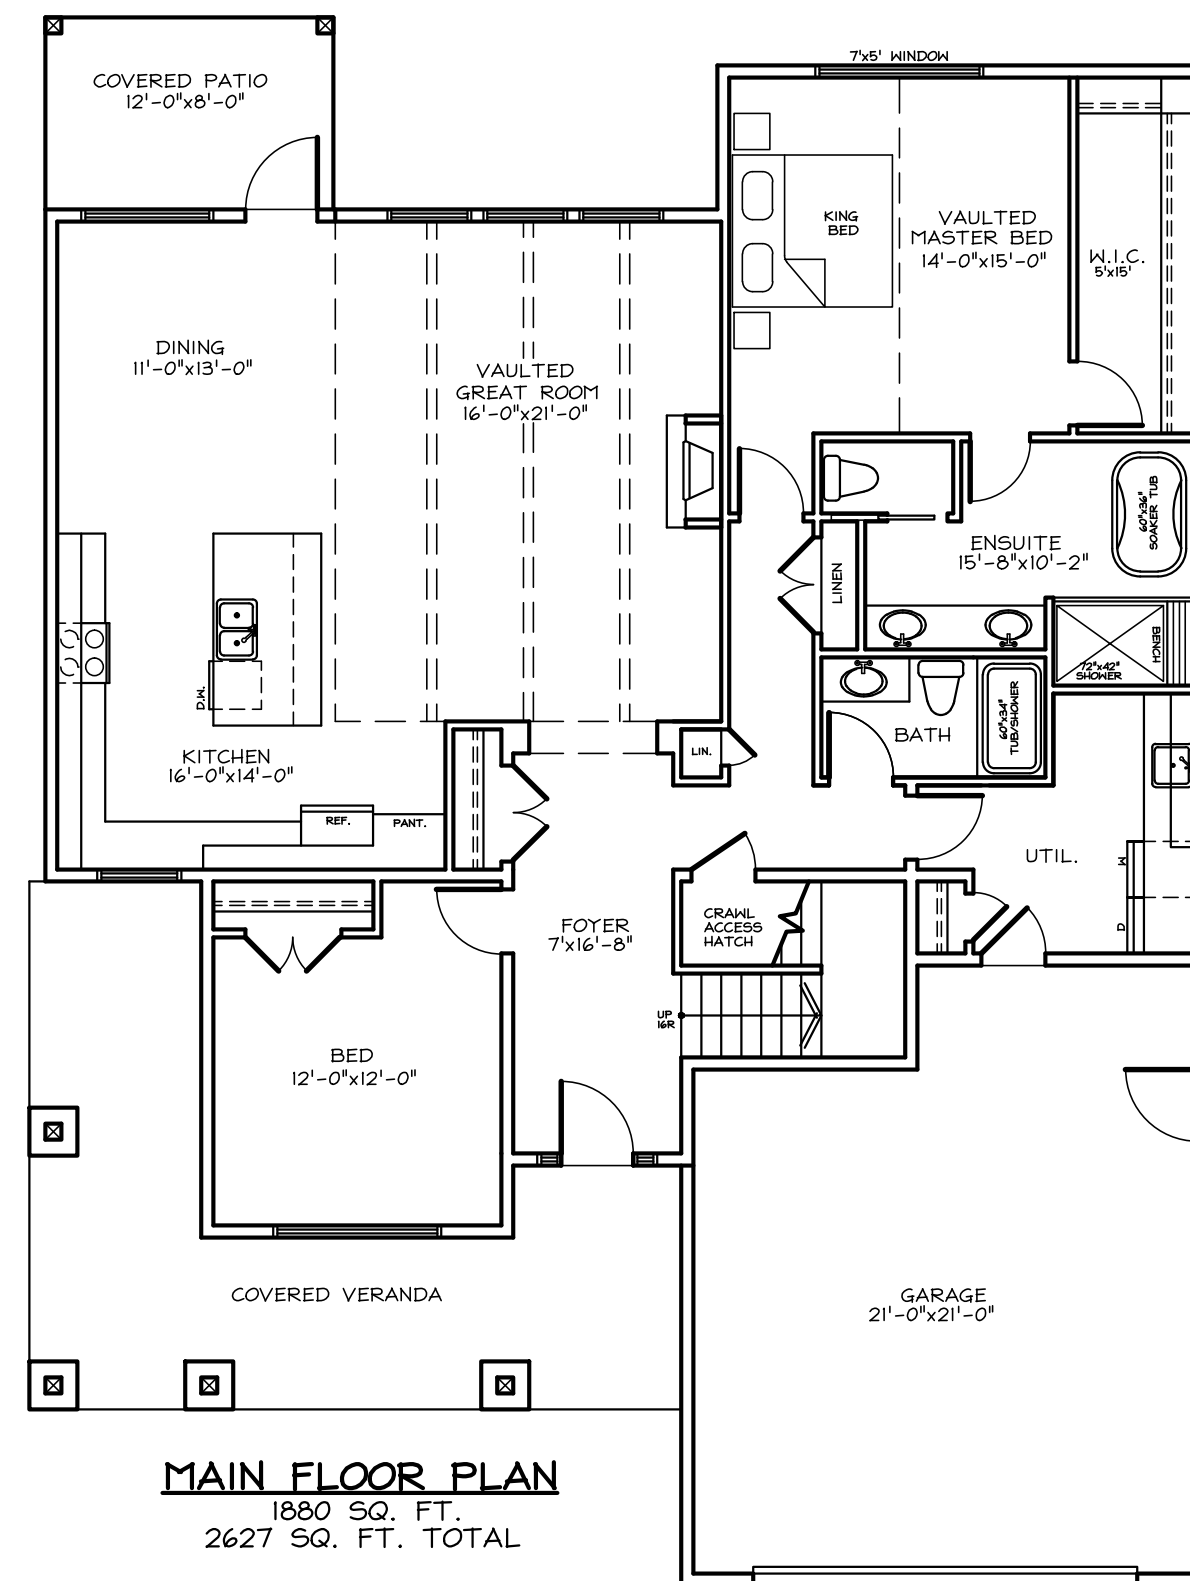 7'x5' WINDOW
COVERED PATIO
12'-0"x8'-0"
KING
BED
VAULTED
MASTER BED
14'-0"x15'-0"
W.I.C.
5'x15'
DINING
11'-0"x13'-0"
VAULTED
GREAT ROOM
16'-0"x21'-0"
60"x36"
SOAKER TUB
ENSUITE
15'-8"x10'-2"
LINEN
BENCH
72"x42"
SHOWER
D.W.
60"x34"
TUB/SHOWER
BATH
LIN.
KITCHEN
16'-0"x14'-0"
REF.
PANT.
UTIL.
M
D
CRAWL
ACCESS
HATCH
FOYER
7'x16'-8"
UP
16R
BED
12'-0"x12'-0"
COVERED VERANDA
GARAGE
21'-0"x21'-0"
MAIN FLOOR PLAN
1880 SQ. FT.
2627 SQ. FT. TOTAL